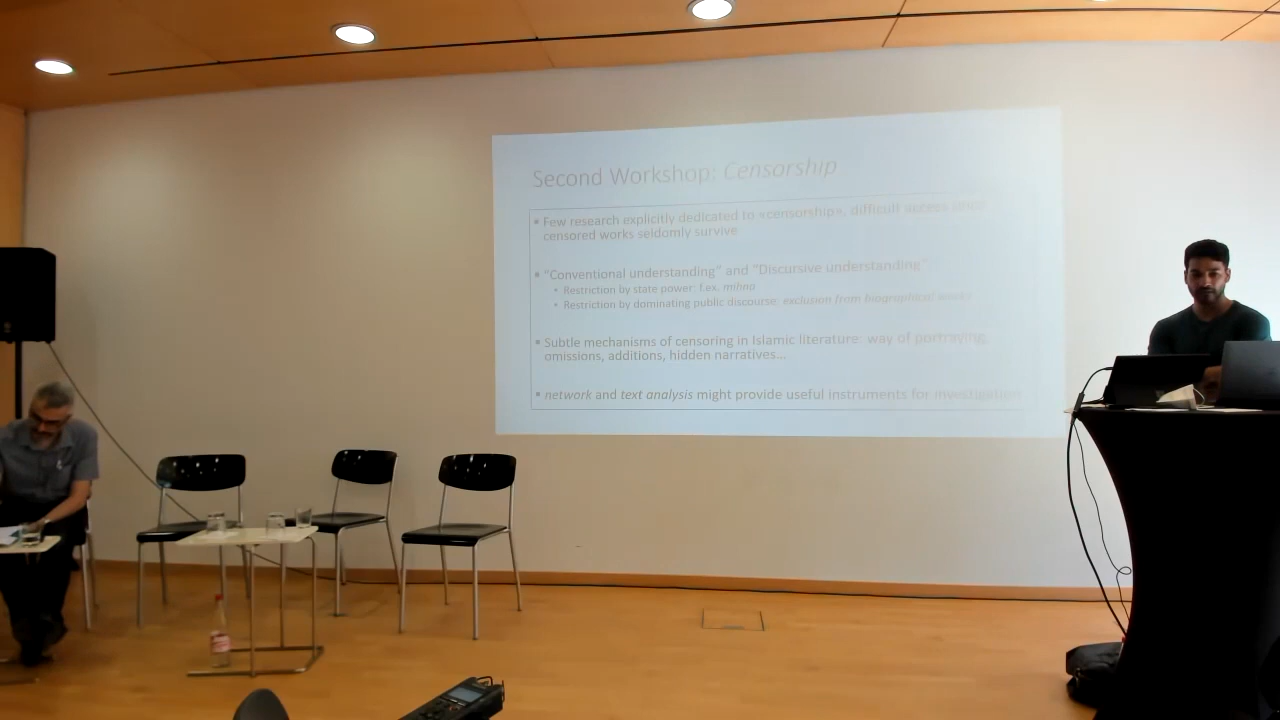 Second Workshop: Censorship
▪ Few research explicitly dedicated to «censorship», difficult access since
censored works seldomly survive
▪ "Conventional understanding" and "Discursive understanding"
• Restriction by state power: f.ex. mihna
• Restriction by dominating public discourse: exclusion from biographical works
▪ Subtle mechanisms of censoring in Islamic literature: way of portraying,
omissions, additions, hidden narratives...
▪ network and text analysis might provide useful instruments for investigation